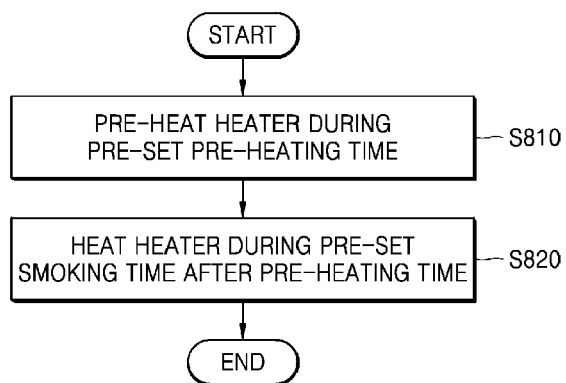 START
PRE-HEAT HEATER DURING
PRE-SET PRE-HEATING TIME
S810
HEAT HEATER DURING PRE-SET
SMOKING TIME AFTER PRE-HEATING TIME
S820
END